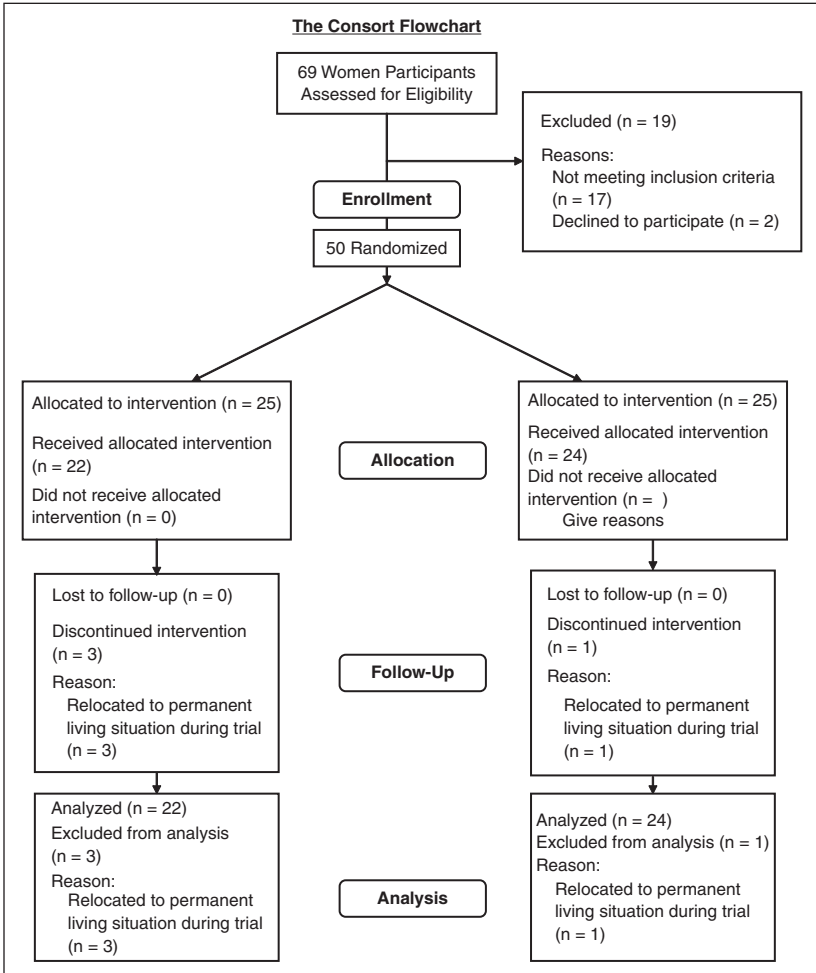 The Consort Flowchart
69 Women Participants
Assessed for Eligibility
Excluded (n = 19)
Reasons:
Not meeting inclusion criteria
(n = 17)
Declined to participate (n = 2)
Enrollment
50 Randomized
Allocated to intervention (n = 25)
Received allocated intervention
(n = 22)
Did not receive allocated
intervention (n = 0)
Allocation
Allocated to intervention (n = 25)
Received allocated intervention
(n = 24)
Did not receive allocated
intervention (n =  )
Give reasons
Lost to follow-up (n = 0)
Discontinued intervention
(n = 3)
Reason:
Relocated to permanent
living situation during trial
(n = 3)
Follow-Up
Lost to follow-up (n = 0)
Discontinued intervention
(n = 1)
Reason:
Relocated to permanent
living situation during trial
(n = 1)
Analyzed (n = 22)
Excluded from analysis
(n = 3)
Reason:
Relocated to permanent
living situation during trial
(n = 3)
Analysis
Analyzed (n = 24)
Excluded from analysis (n = 1)
Reason:
Relocated to permanent
living situation during trial
(n = 1)